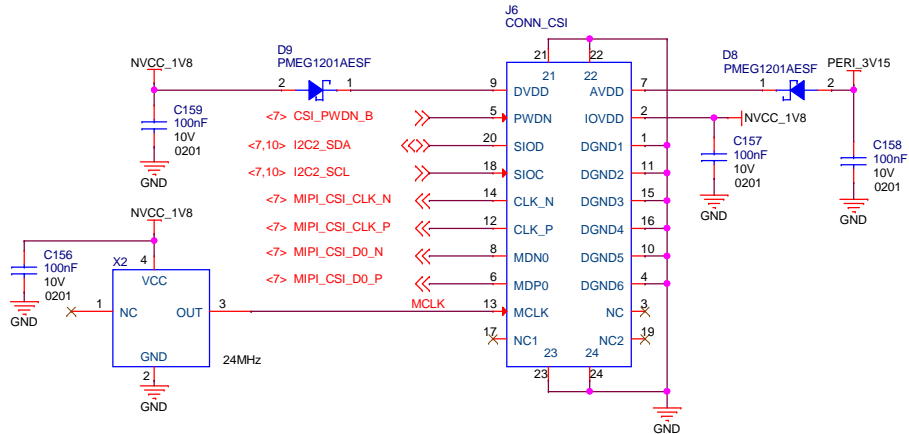 J6
CONN_CSI
D9
PMEG1201AESF
D8
PMEG1201AESF
NVCC_1V8
PERI_3V15
21
22
2
1
9
DVDD
21
22
AVDD
7
1
2
C159
100nF
10V
0201
GND
<7> CSI_PWDN_B
5
PWDN
IOVDD
2
NVCC_1V8
<7,10> I2C2_SDA
20
SIOD
DGND1
1
C157
100nF
10V
0201
GND
C158
100nF
10V
0201
GND
<7,10> I2C2_SCL
18
SIOC
DGND2
11
<7> MIPI_CSI_CLK_N
14
CLK_N
DGND3
15
<7> MIPI_CSI_CLK_P
12
CLK_P
DGND4
16
<7> MIPI_CSI_D0_N
8
MDN0
DGND5
10
<7> MIPI_CSI_D0_P
6
MDP0
DGND6
4
NVCC_1V8
C156
100nF
10V
0201
GND
X2
4
VCC
1
NC
OUT
3
MCLK
13
MCLK
NC
3
17
NC1
NC2
19
GND
24MHz
2
GND
23
24
23
24
GND